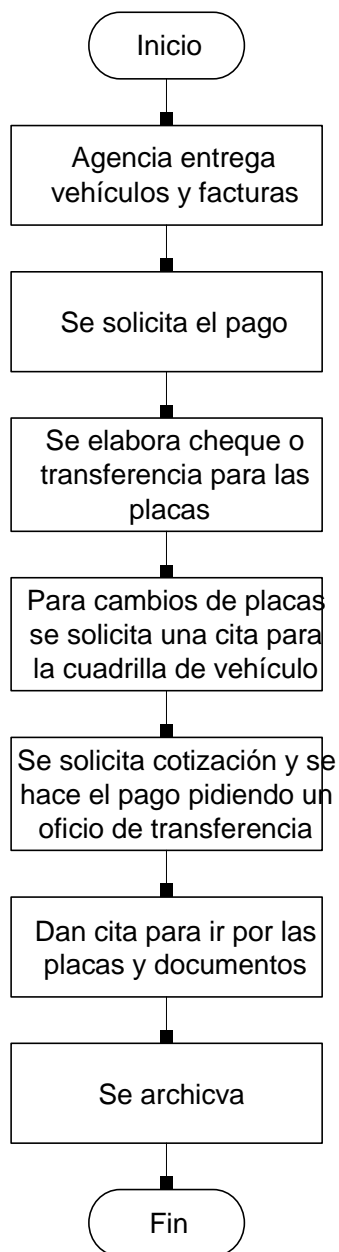 Inicio
Agencia entrega
vehículos y facturas
Se solicita el pago
Se elabora cheque o
transferencia para las
placas
Para cambios de placas
se solicita una cita para
la cuadrilla de vehículo
Se solicita cotización y se
hace el pago pidiendo un
oficio de transferencia
Dan cita para ir por las
placas y documentos
Se archicva
Fin